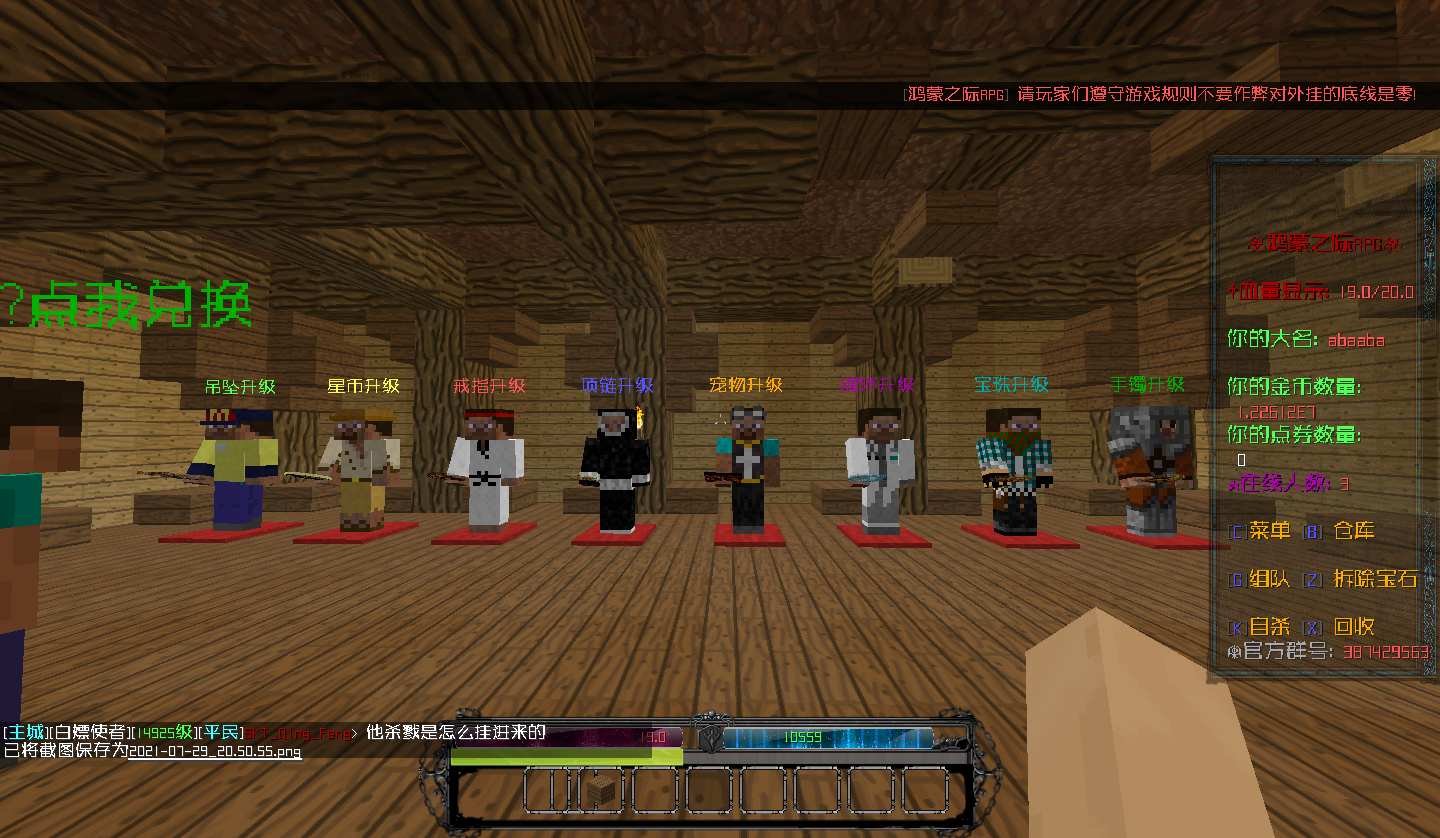 [鸿蒙之际RPG] 请玩家们遵守游戏规则不要作弊对外挂的底线是零!
鸿蒙之际RPG
血量显示: 19.0/20.0
?点我兑换
你的大名: abaaba
吊坠升级 星币升级 戒指升级 项链升级 宠物升级 宝珠升级 手镯升级
你的金币数量:
1.22612E7
你的点券数量:
0
在线人数: 3
[C]菜单 [B] 仓库
[G]组队 [Z] 拆除宝石
[K]自杀 [X] 回收
官方群号: 387429563
[主城][白嫖使者][14925级][平民]> 他杀戮是怎么挂进来的
19.0 10559
已将截图保存为2021-07-29_20.50.55.png